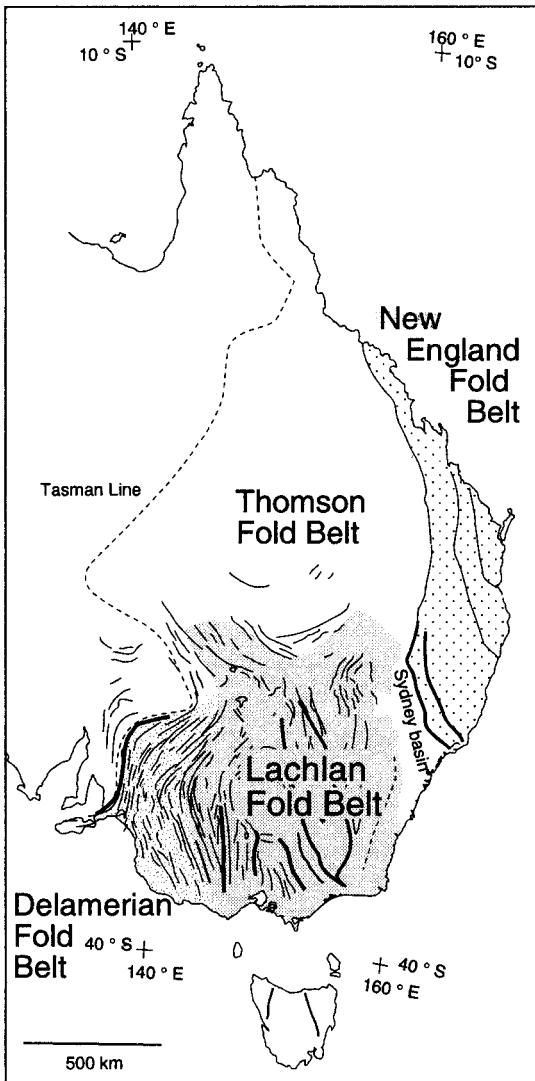 140 ° E
10 ° S
160 ° E
10° S
New
England
Fold
Belt
Tasman Line
Thomson
Fold Belt
Sydney basin
Lachlan
Fold Belt
Delamerian
Fold
Belt
40 ° S
140 ° E
40 ° S
160 ° E
500 km